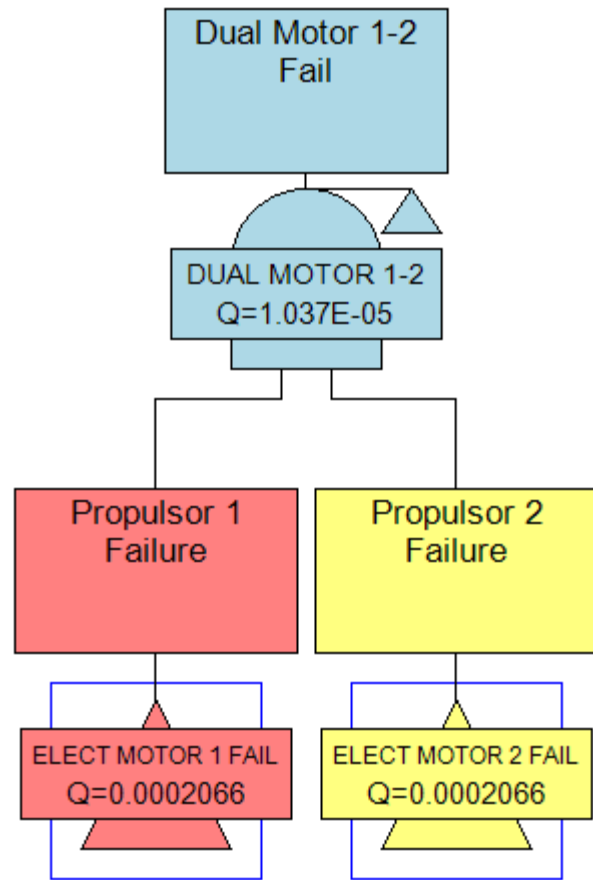 Dual Motor 1-2
Fail
DUAL MOTOR 1-2
Q=1.037E-05
Propulsor 1
Failure
Propulsor 2
Failure
ELECT MOTOR 1 FAIL
Q=0.0002066
ELECT MOTOR 2 FAIL
Q=0.0002066